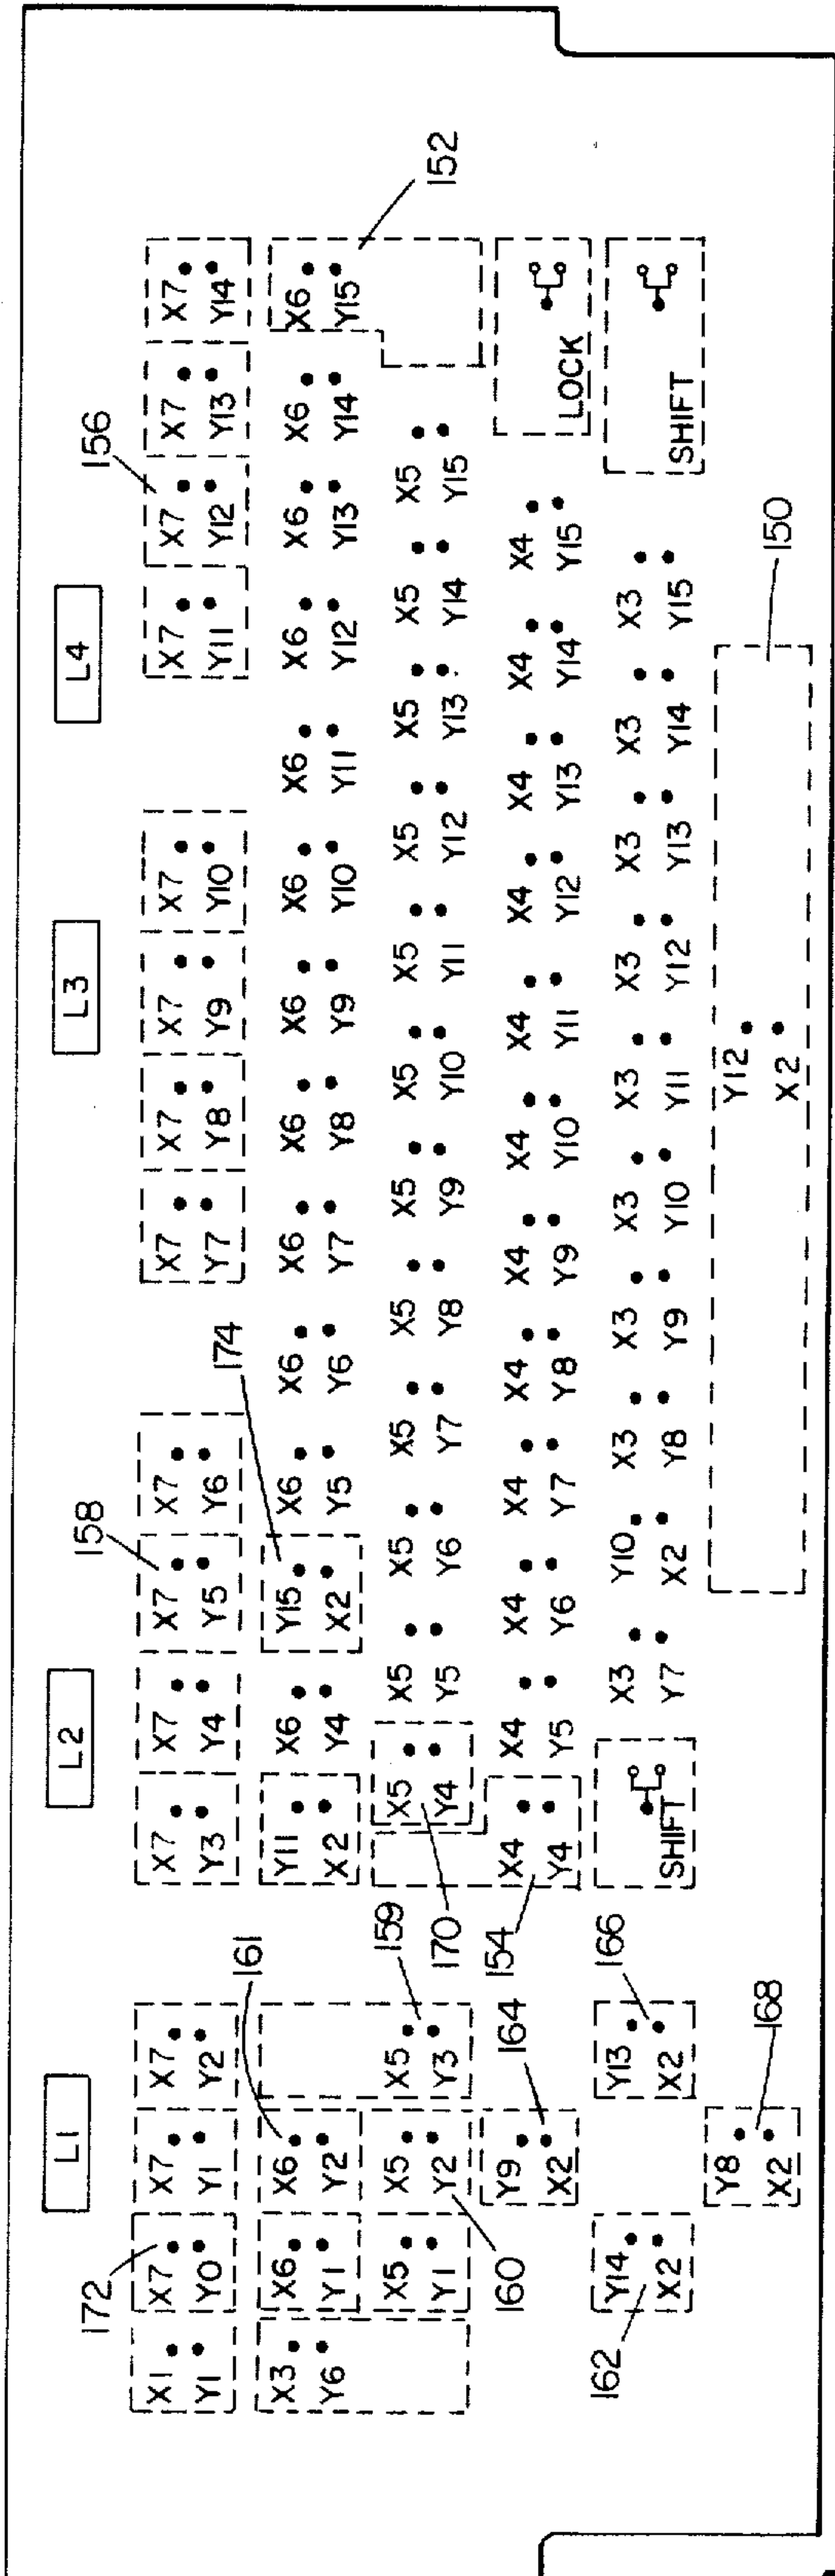 L1 L2 L3 L4
172 158 156
X1 X7 X7 X7 X7 X7 X7 X7 X7 X7 X7 X7 X7 X7 X7 X7
Y1 Y0 Y1 Y2 Y3 Y4 Y5 Y6 Y7 Y8 Y9 Y10 Y11 Y12 Y13 Y14
161 174 152
X3 X6 X6 Y11 X6 Y15 X6 X6 X6 X6 X6 X6 X6 X6 X6 X6 X6
Y6 Y1 Y2 X2 Y4 X2 Y5 Y6 Y7 Y8 Y9 Y10 Y11 Y12 Y13 Y14 Y15
159
X5 X5 X5 X5 X5 X5 X5 X5 X5 X5 X5 X5 X5 X5 X5
Y1 Y2 Y3 Y4 Y5 Y6 Y7 Y8 Y9 Y10 Y11 Y12 Y13 Y14 Y15
160 164 170
Y9 X4 X4 X4 X4 X4 X4 X4 X4 X4 X4 X4 X4
X2 Y4 Y5 Y6 Y7 Y8 Y9 Y10 Y11 Y12 Y13 Y14 Y15 LOCK
154
162 166
Y14 Y13 X3 Y10 X3 X3 X3 X3 X3 X3 X3 X3
X2 X2 SHIFT Y7 X2 Y8 Y9 Y10 Y11 Y12 Y13 Y14 Y15 SHIFT
Y8 168 Y12 150
X2 X2